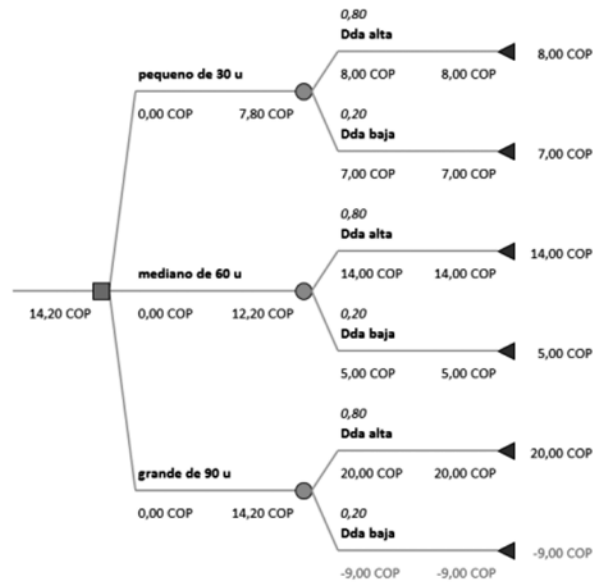 0,80
Dda alta
8,00 COP 8,00 COP 8,00 COP
pequeno de 30 u
0,00 COP 7,80 COP
0,20
Dda baja
7,00 COP 7,00 COP 7,00 COP
0,80
Dda alta
14,00 COP 14,00 COP 14,00 COP
mediano de 60 u
14,20 COP 0,00 COP 12,20 COP
0,20
Dda baja
5,00 COP 5,00 COP 5,00 COP
0,80
Dda alta
20,00 COP 20,00 COP 20,00 COP
grande de 90 u
0,00 COP 14,20 COP
0,20
Dda baja
-9,00 COP -9,00 COP -9,00 COP